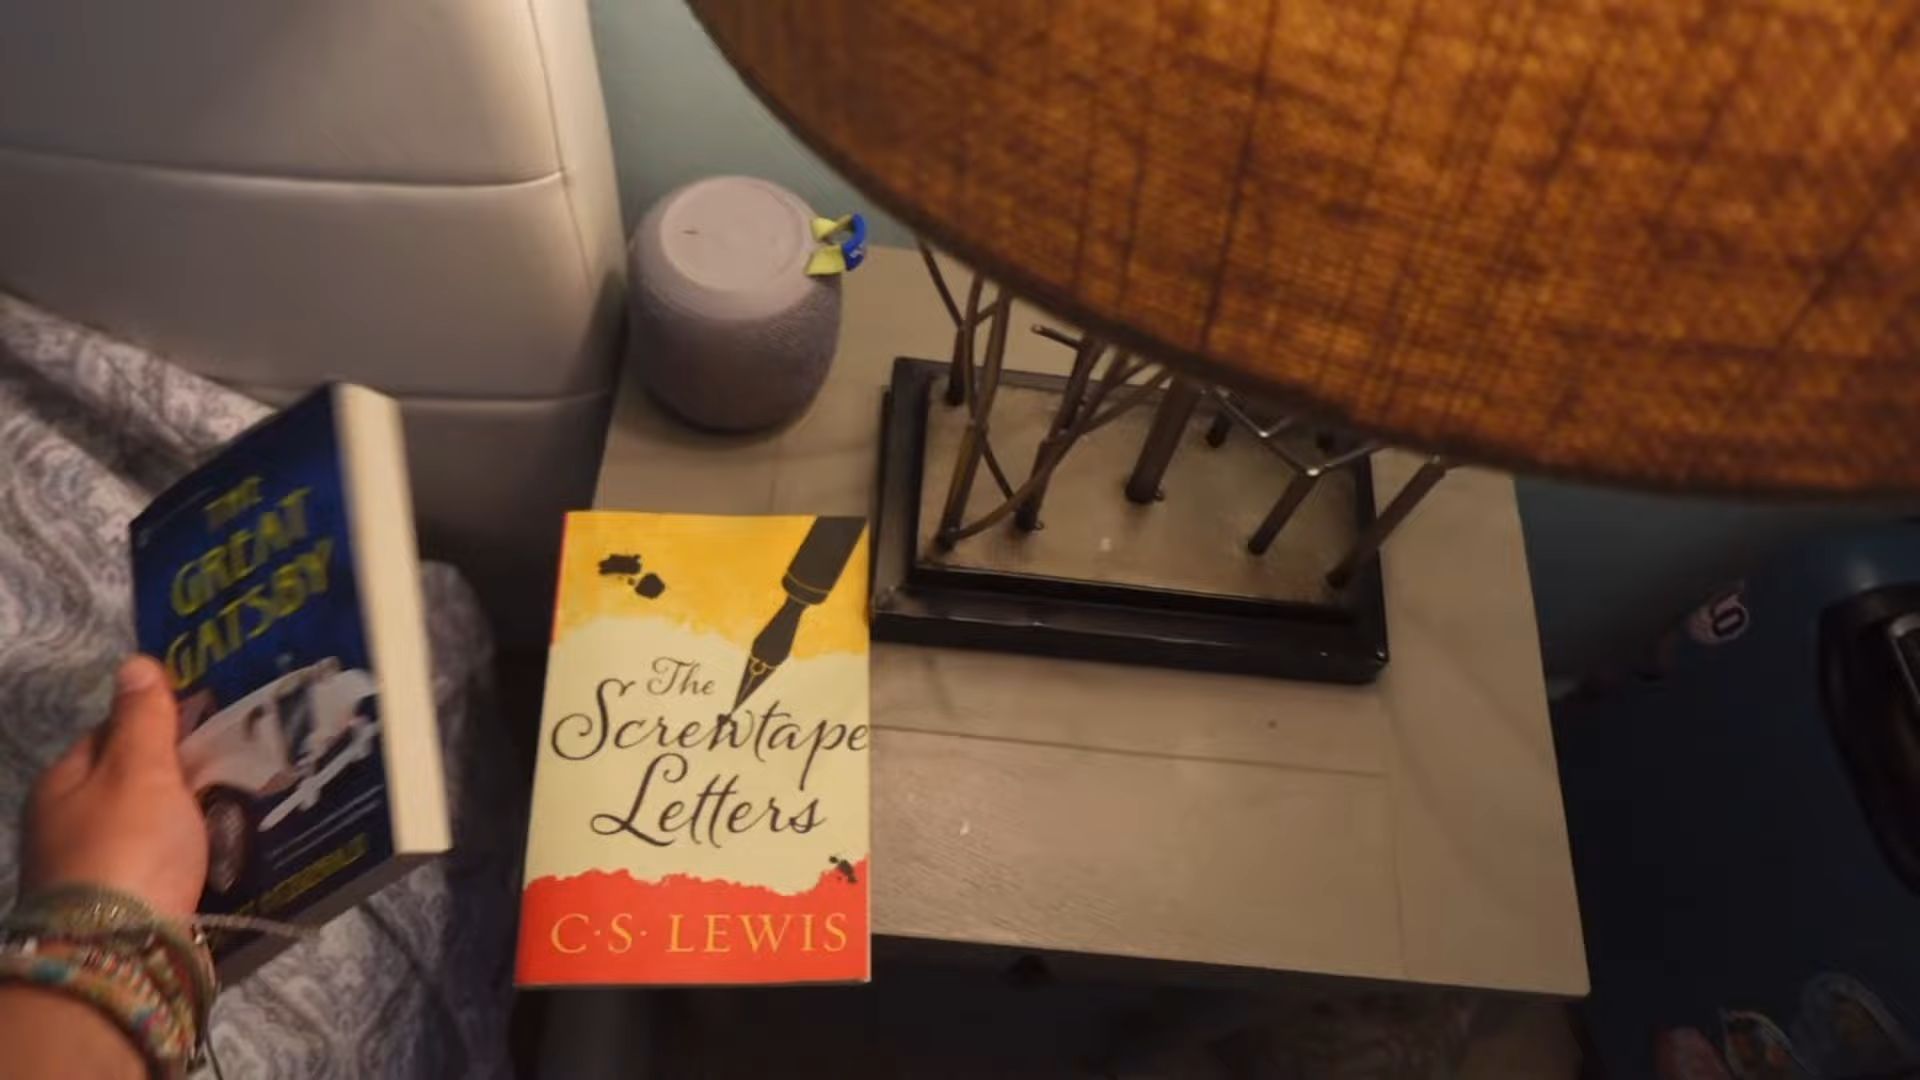 THE
GREAT
GATSBY
The
Screwtape
Letters
C·S· LEWIS